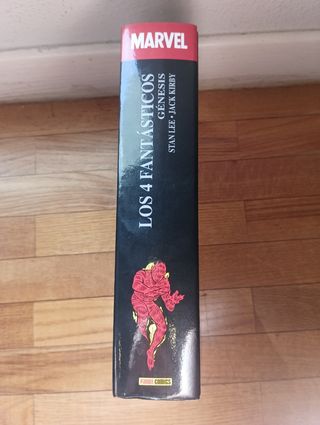 MARVEL
LOS 4 FANTÁSTICOS
GÉNESIS
STAN LEE · JACK KIRBY
PANINI COMICS